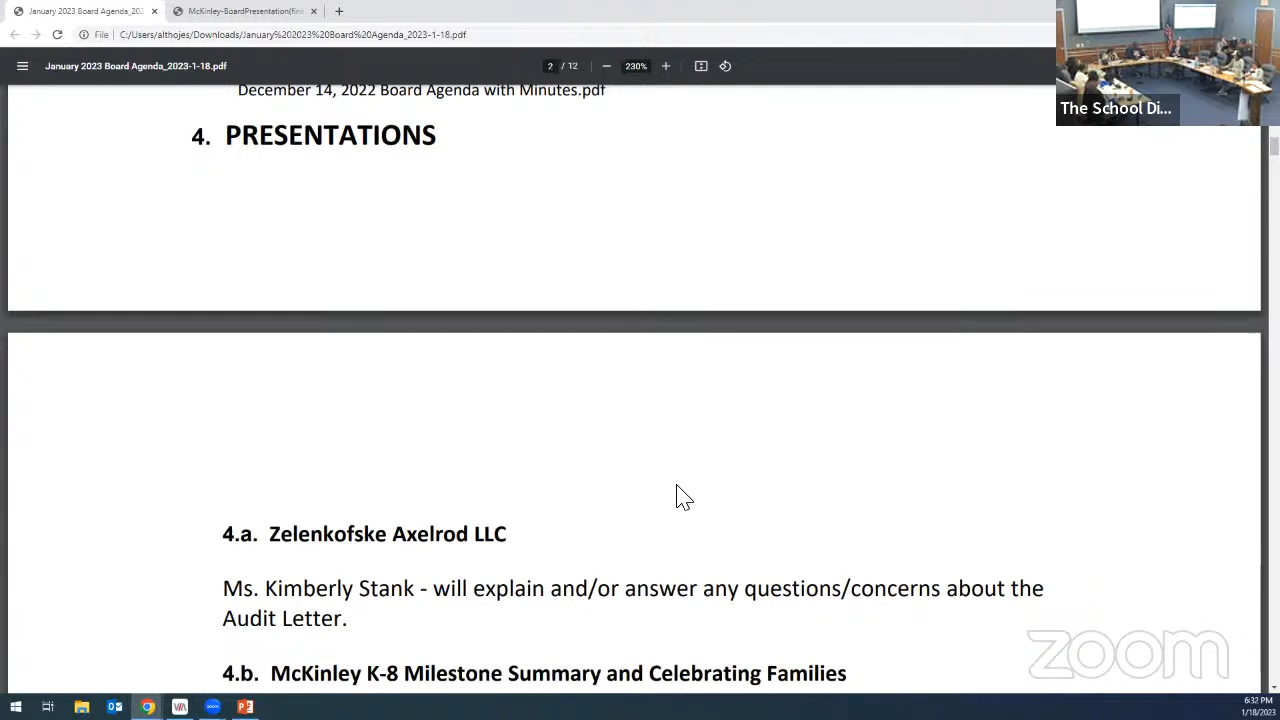 January 2023 Board Agenda_202
McKinley-BoardPresentation(fin
File | C:/Users/althojes/Downloads/January%202023%20Board%20Agenda_2023-1-18.pdf
January 2023 Board Agenda_2023-1-18.pdf
2 / 12
230%
The School Di...
December 14, 2022 Board Agenda with Minutes.pdf
4. PRESENTATIONS
4.a. Zelenkofske Axelrod LLC
Ms. Kimberly Stank - will explain and/or answer any questions/concerns about the
Audit Letter.
4.b. McKinley K-8 Milestone Summary and Celebrating Families
zoom
6:32 PM
1/18/2023